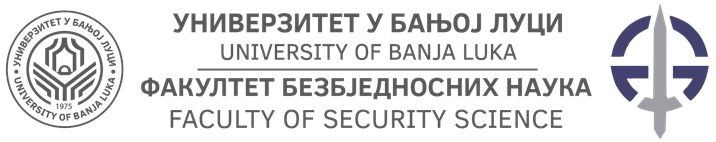 УНИВЕРЗИТЕТ У БАЊОЈ ЛУЦИ
UNIVERSITY OF BANJA LUKA
1975
УНИВЕРЗИТЕТ У БАЊОЈ ЛУЦИ
UNIVERSITY OF BANJA LUKA
ФАКУЛТЕТ БЕЗБЈЕДНОСНИХ НАУКА
FACULTY OF SECURITY SCIENCE